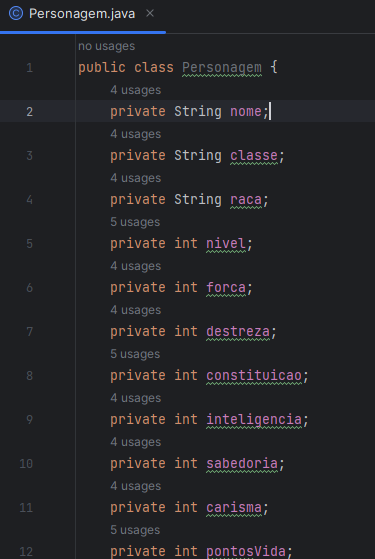 Personagem.java
no usages
1 public class Personagem {
4 usages
2 private String nome;
4 usages
3 private String classe;
4 usages
4 private String raca;
5 usages
5 private int nivel;
4 usages
6 private int forca;
4 usages
7 private int destreza;
5 usages
8 private int constituicao;
4 usages
9 private int inteligencia;
4 usages
10 private int sabedoria;
4 usages
11 private int carisma;
5 usages
12 private int pontosVida;